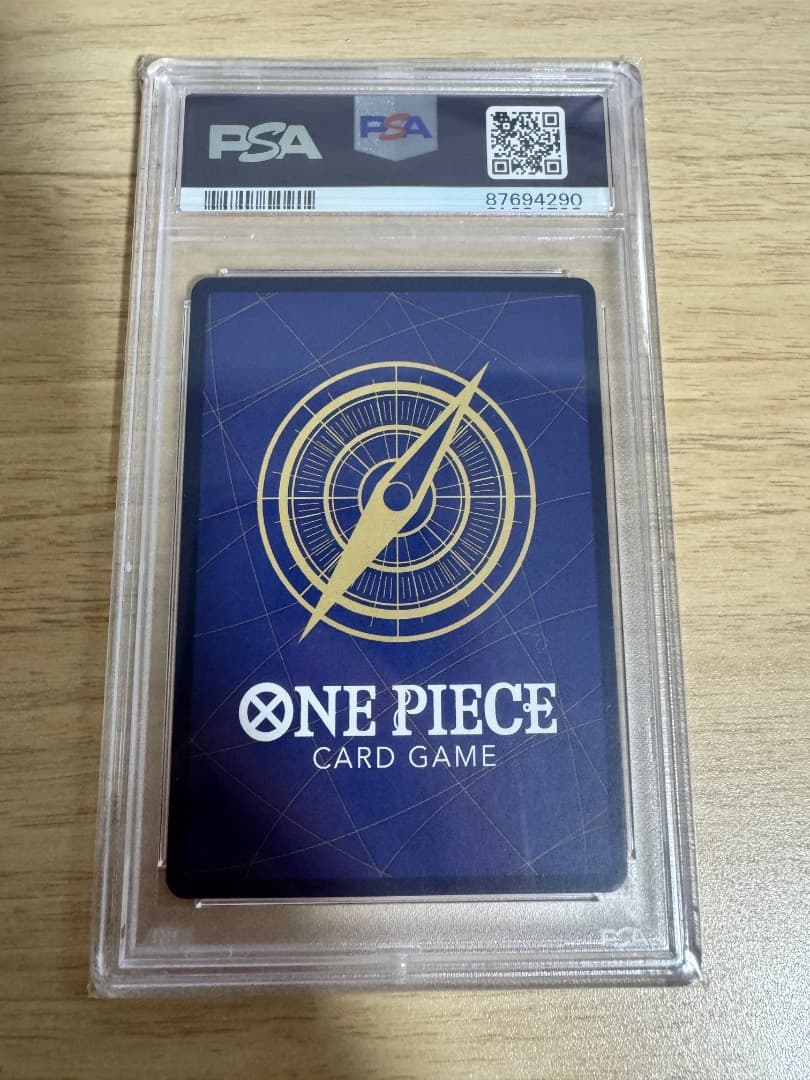 PSA
PSA
87694290
ONE PIECE
CARD GAME
PSA